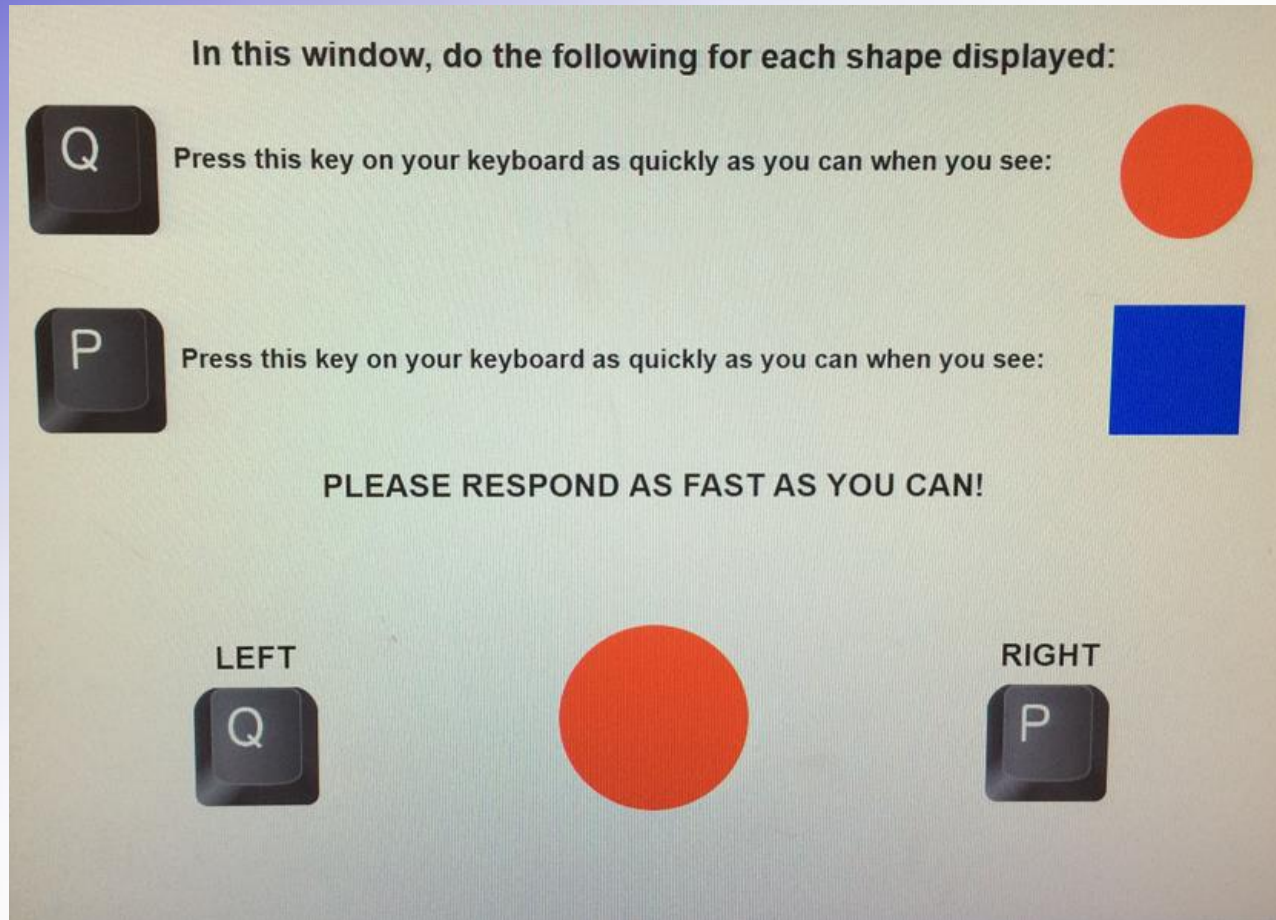 In this window, do the following for each shape displayed:
Q
Press this key on your keyboard as quickly as you can when you see:
P
Press this key on your keyboard as quickly as you can when you see:
PLEASE RESPOND AS FAST AS YOU CAN!
LEFT
RIGHT
Q
P